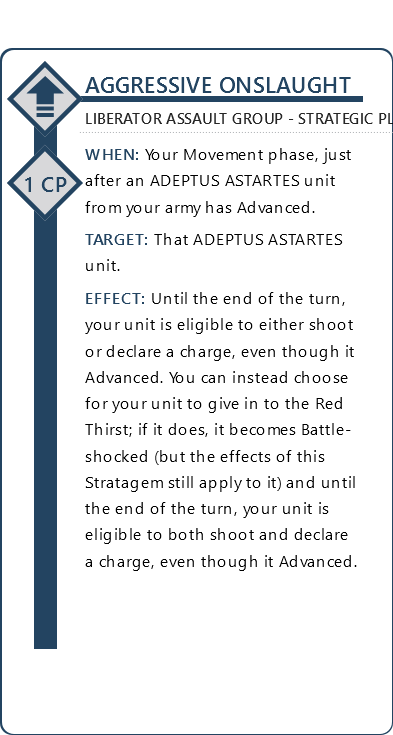 AGGRESSIVE ONSLAUGHT
LIBERATOR ASSAULT GROUP - STRATEGIC
1 CP
WHEN: Your Movement phase, just
after an ADEPTUS ASTARTES unit
from your army has Advanced.
TARGET: That ADEPTUS ASTARTES
unit.
EFFECT: Until the end of the turn,
your unit is eligible to either shoot
or declare a charge, even though it
Advanced. You can instead choose
for your unit to give in to the Red
Thirst; if it does, it becomes Battle-
shocked (but the effects of this
Stratagem still apply to it) and until
the end of the turn, your unit is
eligible to both shoot and declare
a charge, even though it Advanced.